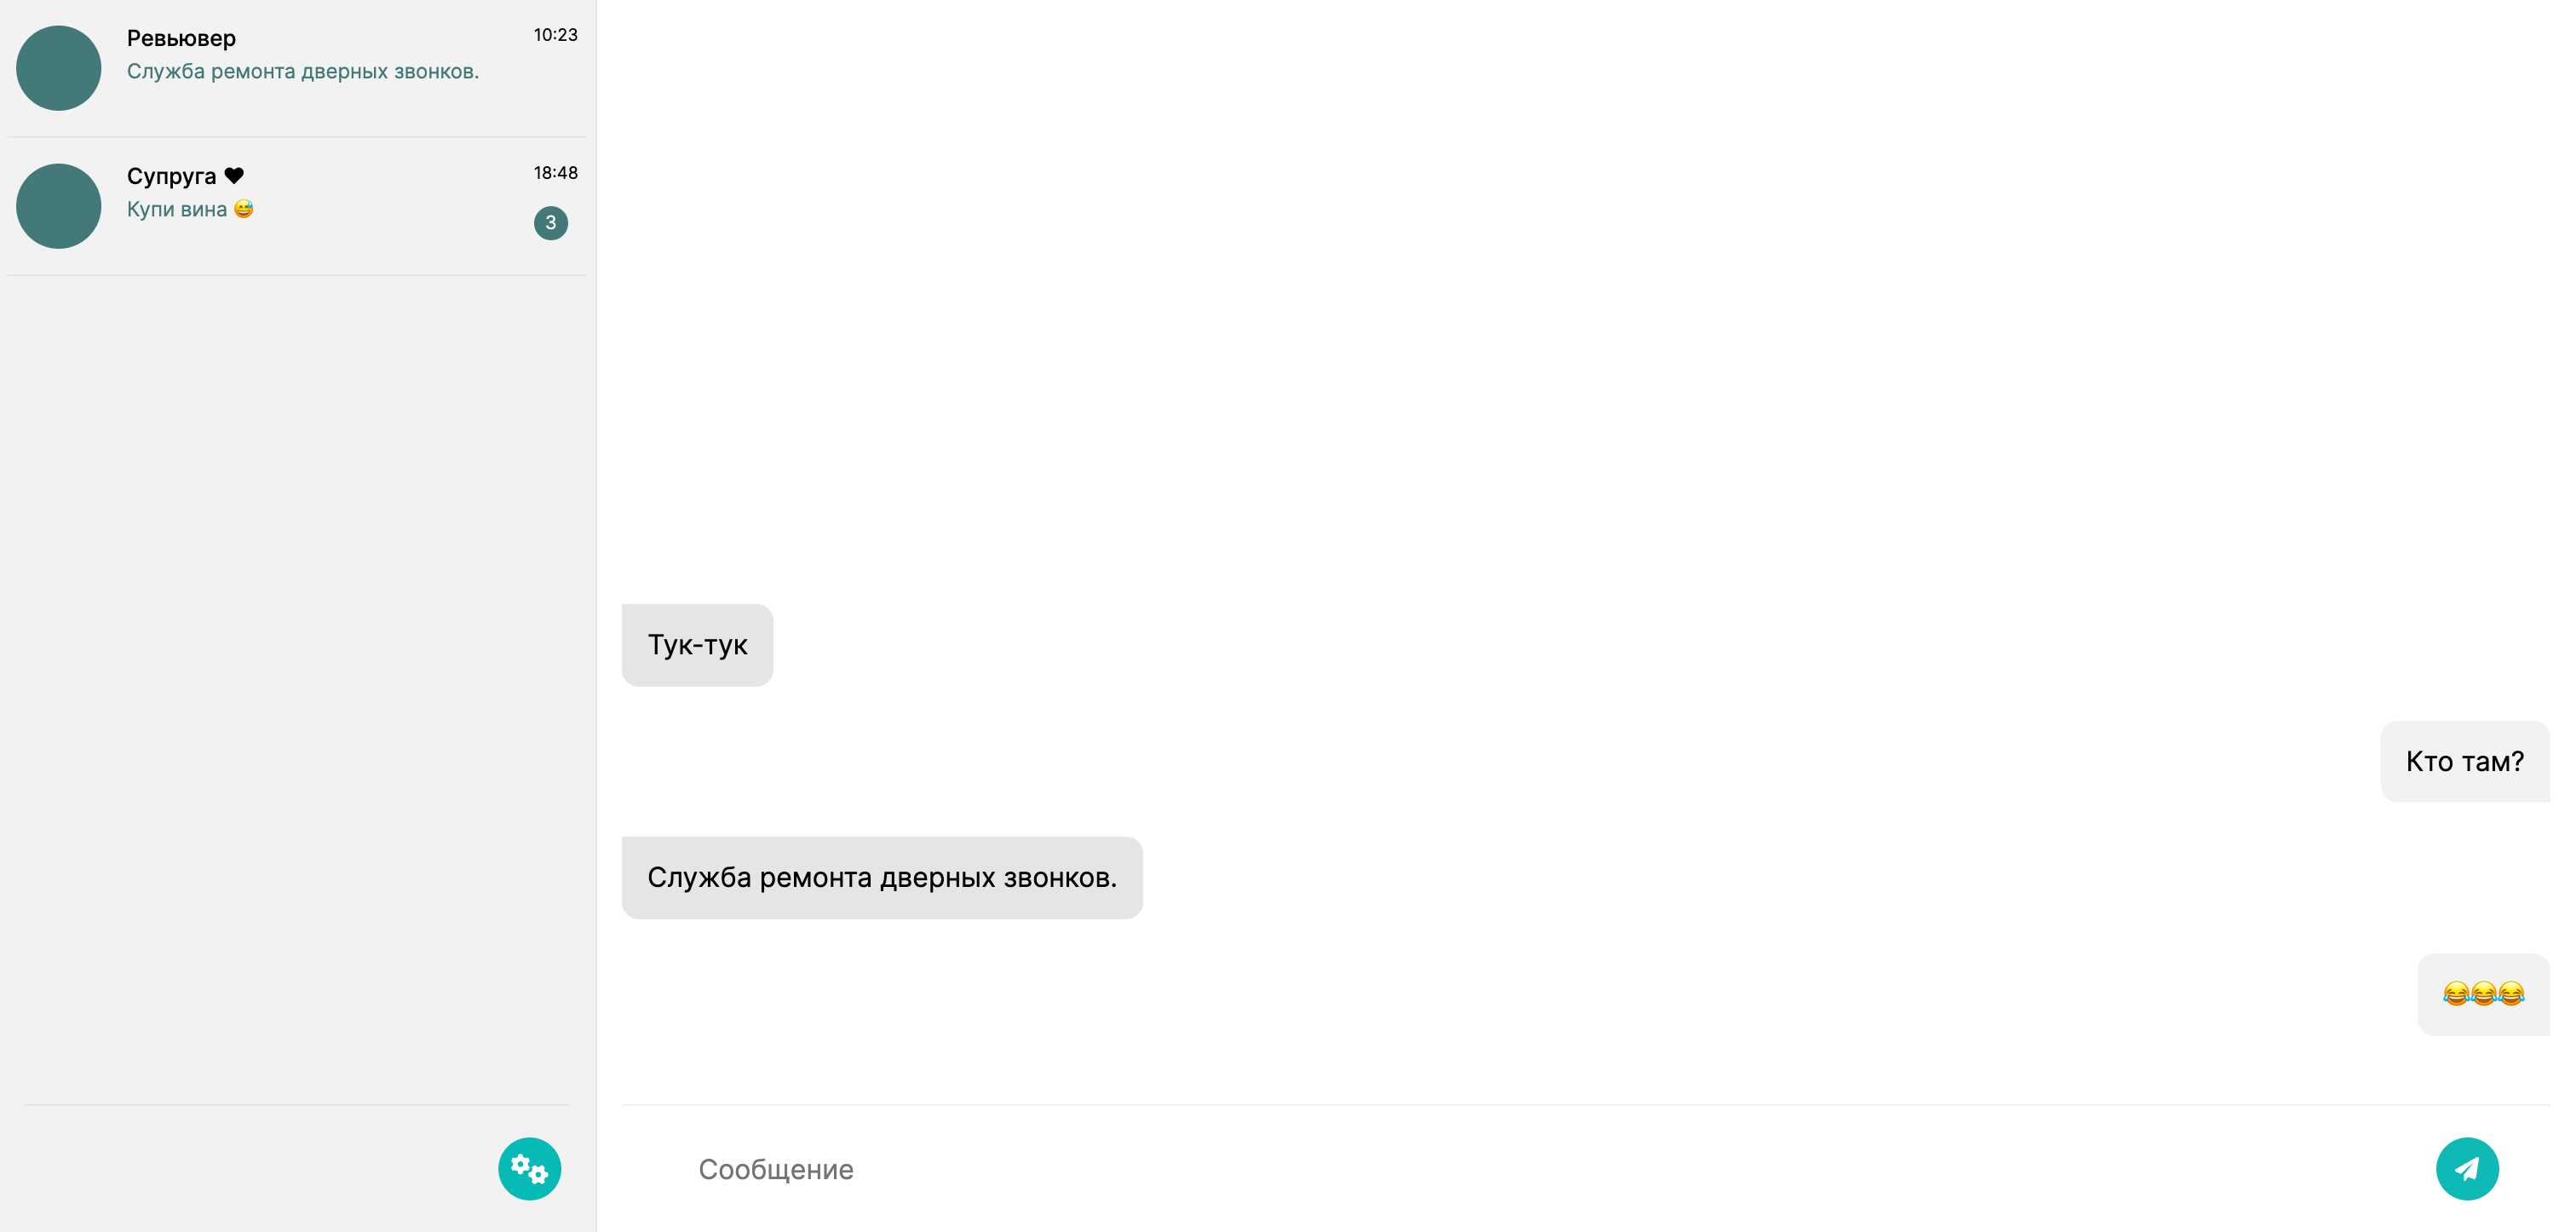 Ревьювер
10:23
Служба ремонта дверных звонков.
Супруга 🖤
18:48
Купи вина 😅
3
Тук-тук
Кто там?
Служба ремонта дверных звонков.
😂😂😂
Сообщение